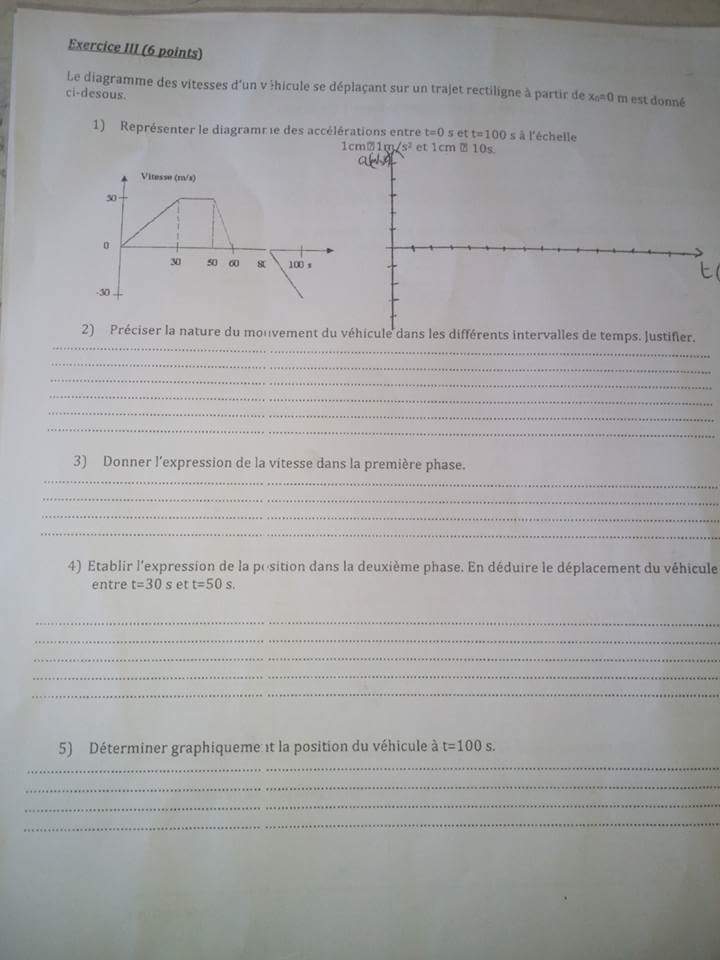 Exercice III (6 points)
Le diagramme des vitesses d'un véhicule se déplaçant sur un trajet rectiligne à partir de x₀=0 m est donné
ci-desous.
1) Représenter le diagramme des accélérations entre t=0 s et t=100 s à l'échelle
1cm⍰1m/s² et 1cm ⍰ 10s.
Vitesse (m/s)
30
0
30 50 60 80 100 s
-30
t(
2) Préciser la nature du mouvement du véhicule dans les différents intervalles de temps. Justifier.
3) Donner l'expression de la vitesse dans la première phase.
4) Etablir l'expression de la position dans la deuxième phase. En déduire le déplacement du véhicule
entre t=30 s et t=50 s.
5) Déterminer graphiquement la position du véhicule à t=100 s.